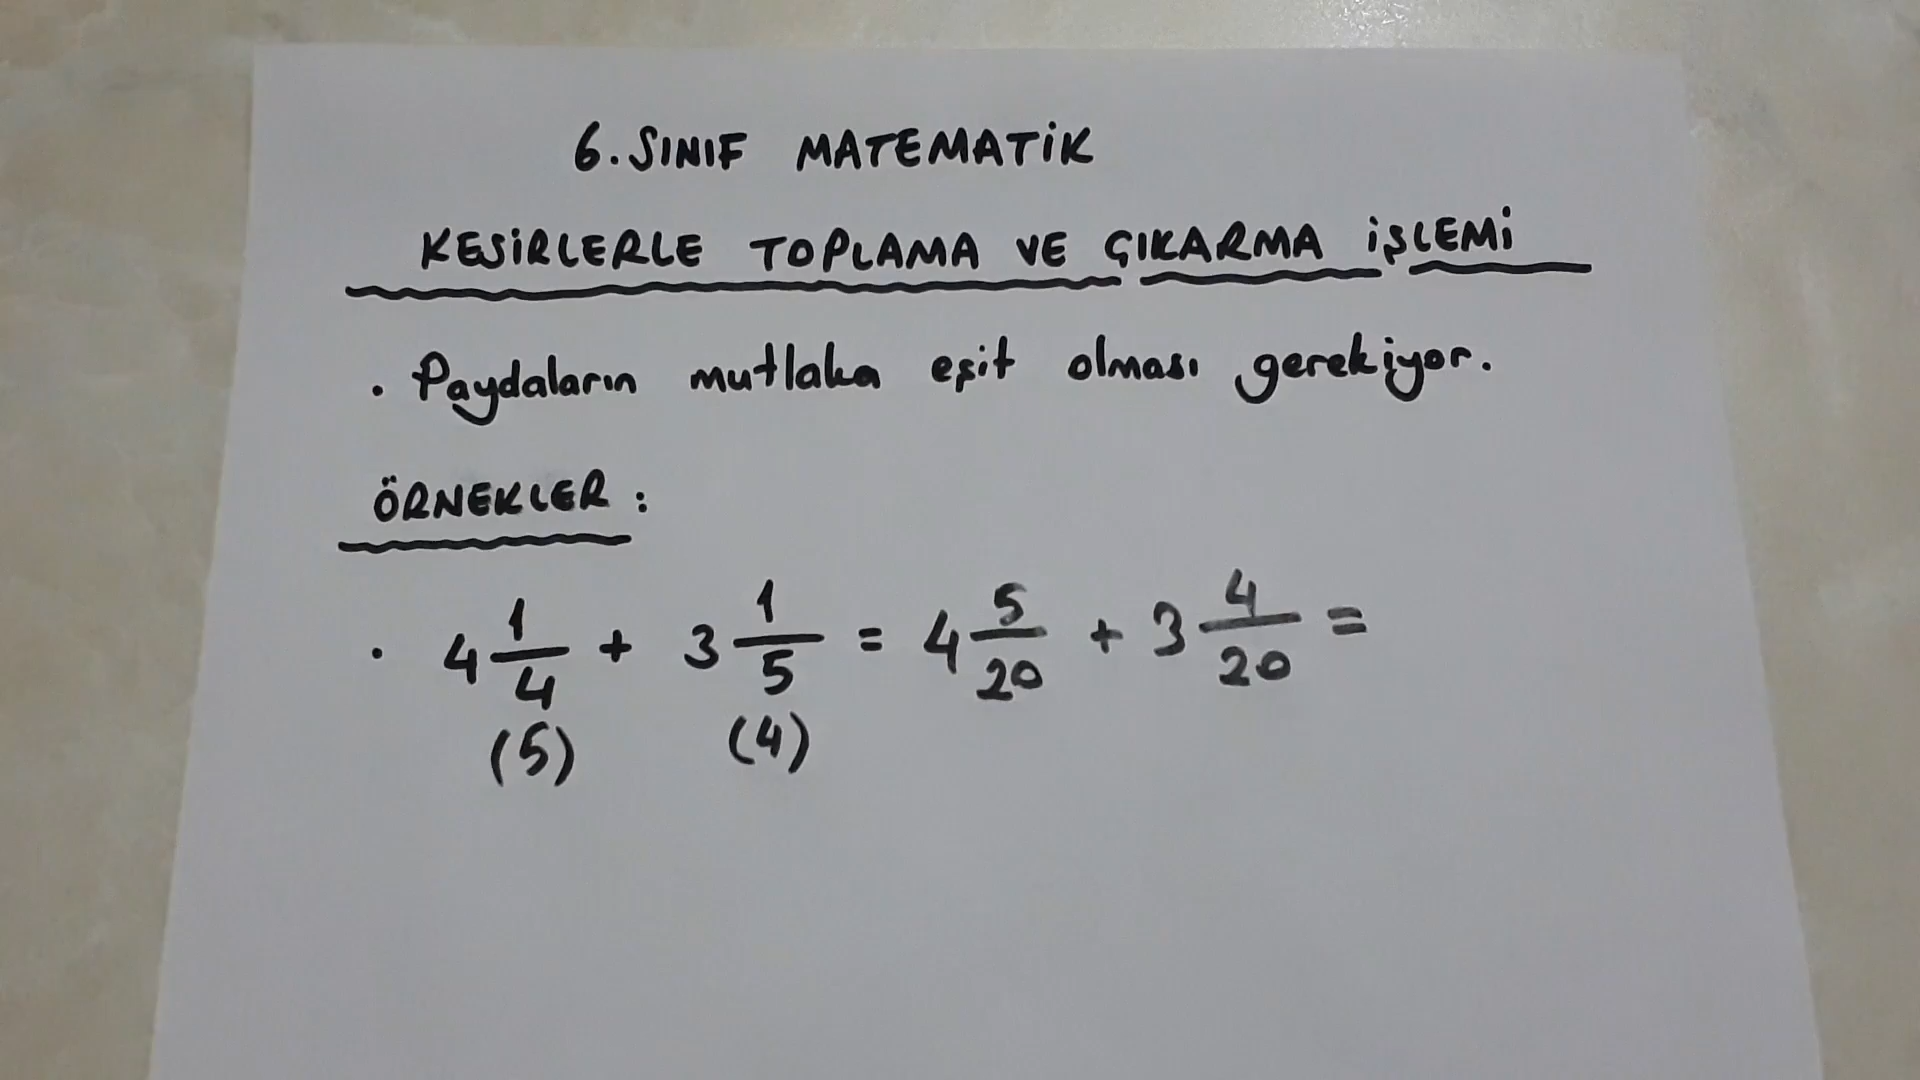 6. SINIF MATEMATİK
KESİRLERLE TOPLAMA VE ÇIKARMA İŞLEMİ
• Paydaların mutlaka eşit olması gerekiyor.
ÖRNEKLER :
• 4 1/4 + 3 1/5 = 4 5/20 + 3 4/20 =
(5) (4)